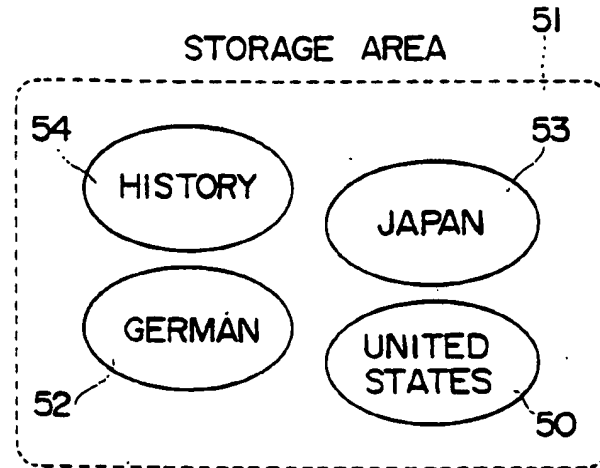 51
STORAGE AREA
54
53
HISTORY
JAPAN
GERMAN
UNITED
STATES
52
50